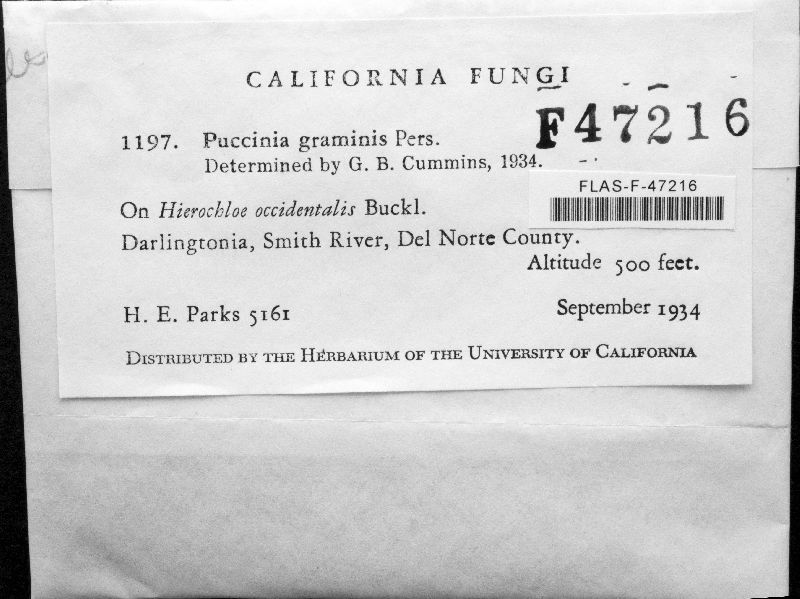 CALIFORNIA FUNGI
F47216
1197. Puccinia graminis Pers.
Determined by G. B. Cummins, 1934.
FLAS-F-47216
On Hierochloe occidentalis Buckl.
Darlingtonia, Smith River, Del Norte County.
Altitude 500 feet.
H. E. Parks 5161
September 1934
DISTRIBUTED BY THE HERBARIUM OF THE UNIVERSITY OF CALIFORNIA